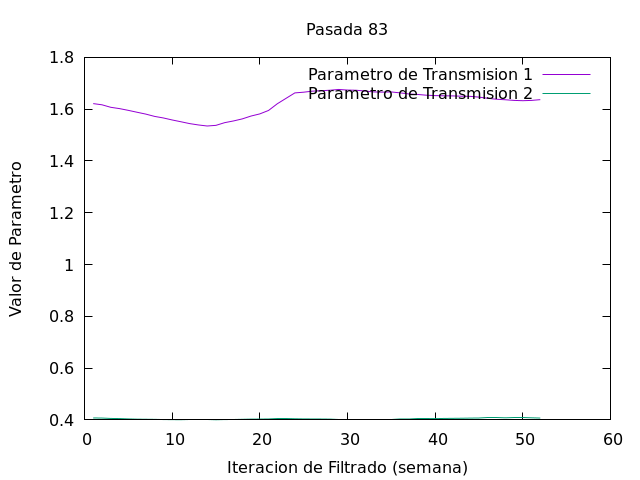 Pasada 83
1.8
1.6
1.4
1.2
1
0.8
0.6
0.4
0 10 20 30 40 50 60
Valor de Parametro
Iteracion de Filtrado (semana)
Parametro de Transmision 1
Parametro de Transmision 2